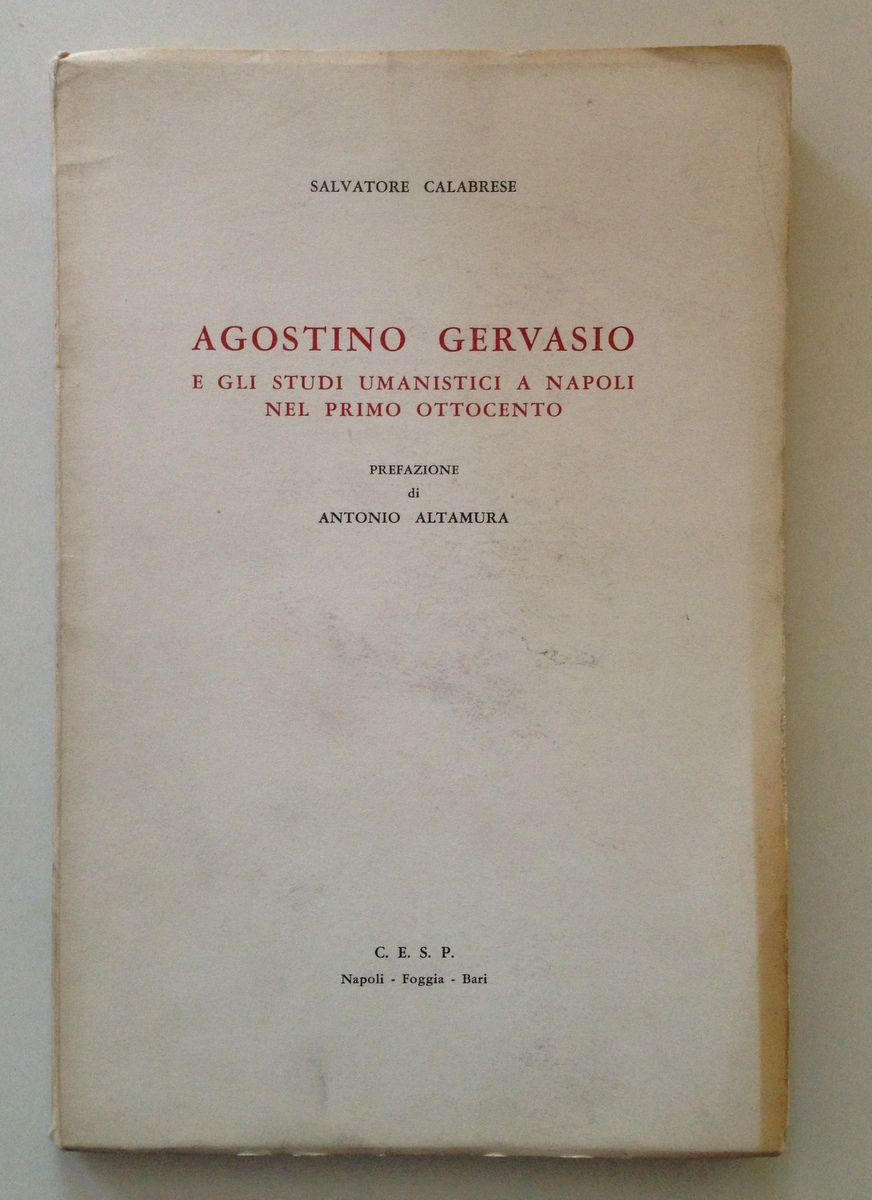 SALVATORE CALABRESE
AGOSTINO GERVASIO
E GLI STUDI UMANISTICI A NAPOLI
NEL PRIMO OTTOCENTO
PREFAZIONE
di
ANTONIO ALTAMURA
C. E. S. P.
Napoli - Foggia - Bari